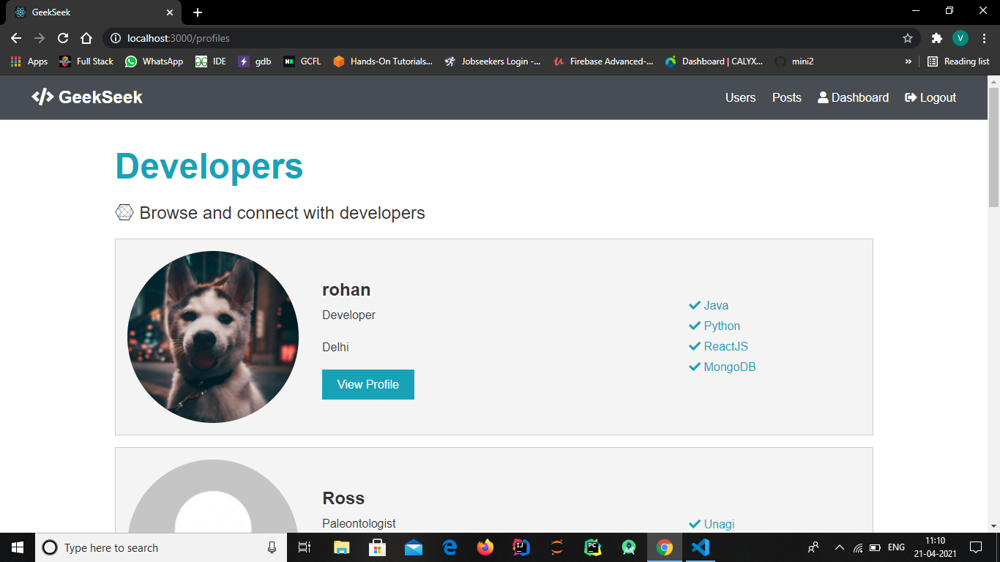 GeekSeek
localhost:3000/profiles
V
Apps
Full Stack
WhatsApp
IDE
gdb
GCFL
Hands-On Tutorials...
Jobseekers Login -...
Firebase Advanced-...
Dashboard | CALYX...
mini2
»
Reading list
GeekSeek
Users
Posts
Dashboard
Logout
Developers
Browse and connect with developers
rohan
Developer
Java
Python
Delhi
ReactJS
MongoDB
View Profile
Ross
Paleontologist
Unagi
Type here to search
ENG
11:10
21-04-2021